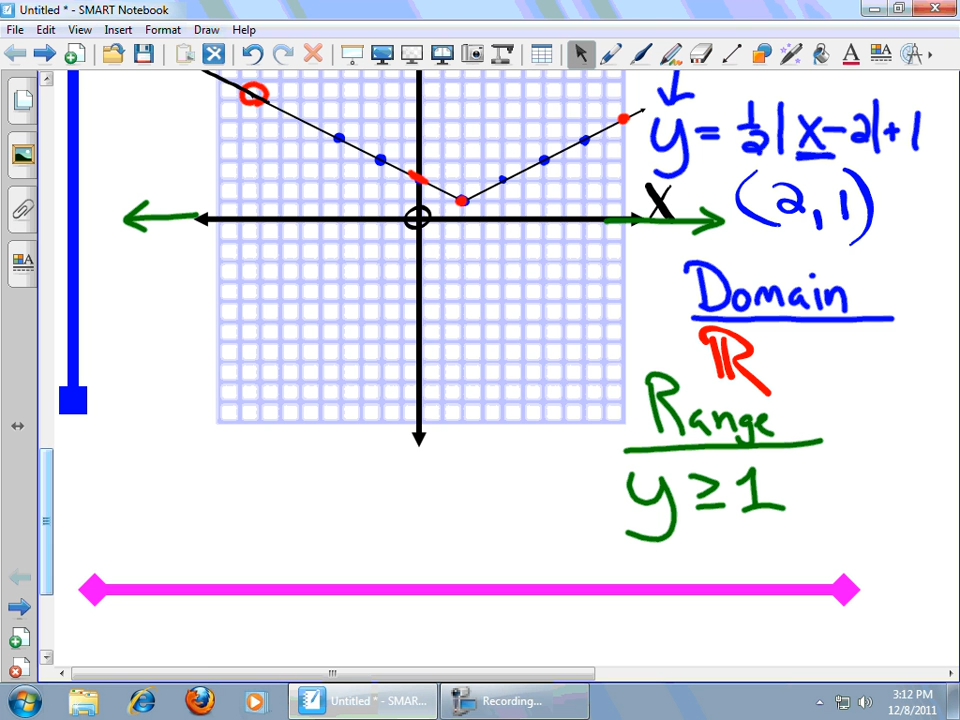 Untitled * - SMART Notebook
File Edit View Insert Format Draw Help
y = 1/2|x-2|+1
X
(2,1)
Domain
ℝ
Range
y ≥ 1
Untitled * - SMAR...
Recording...
3:12 PM
12/8/2011